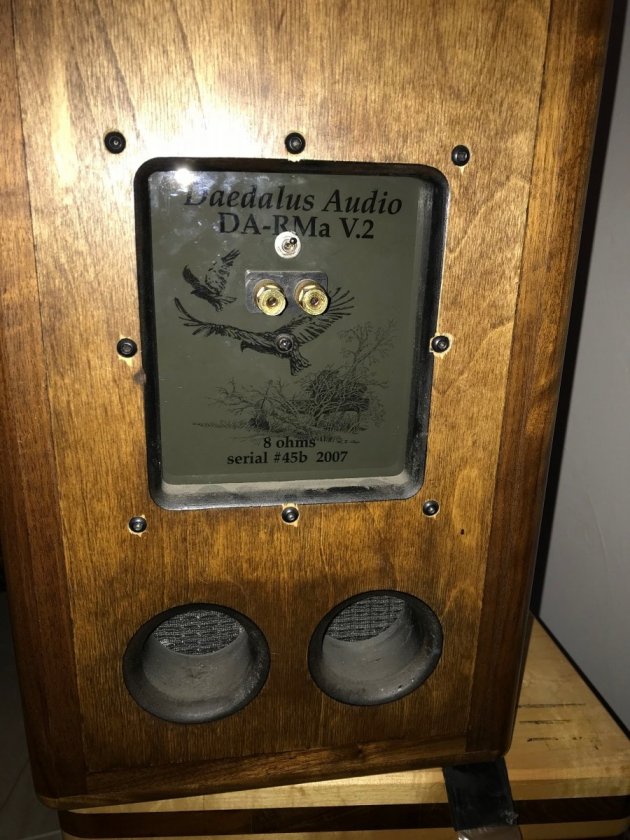 Daedalus Audio
DA-RMa V.2
8 ohms
serial #45b 2007